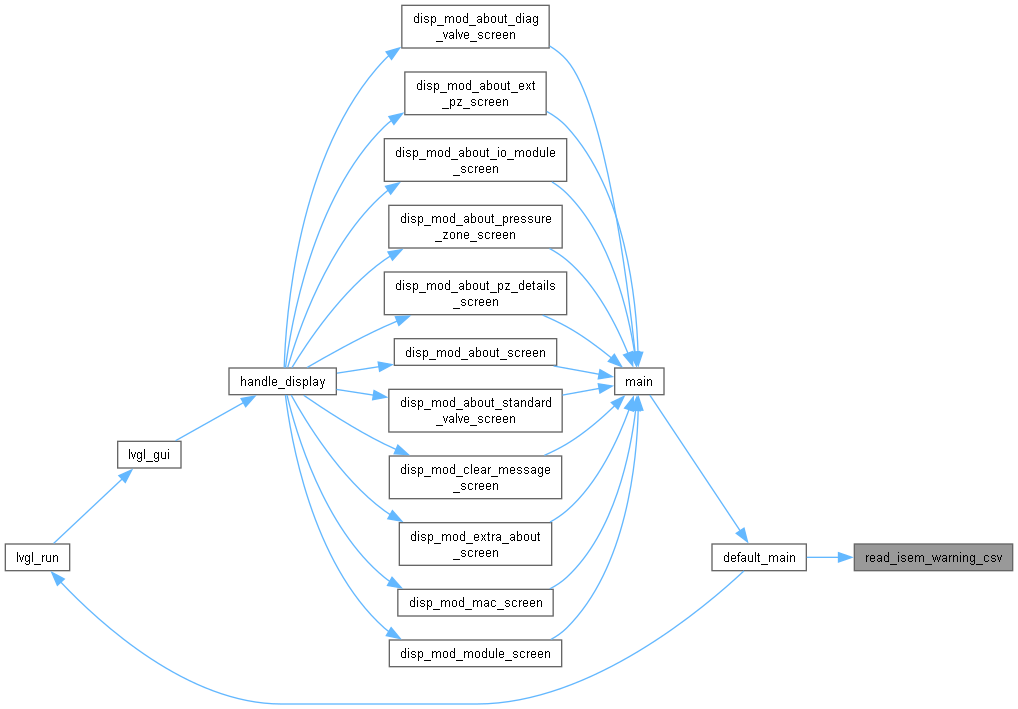 disp_mod_about_diag
_valve_screen
disp_mod_about_ext
_pz_screen
disp_mod_about_io_module
_screen
disp_mod_about_pressure
_zone_screen
disp_mod_about_pz_details
_screen
disp_mod_about_screen
handle_display
main
disp_mod_about_standard
_valve_screen
lvgl_gui
disp_mod_clear_message
_screen
disp_mod_extra_about
_screen
lvgl_run
default_main
read_isem_warning_csv
disp_mod_mac_screen
disp_mod_module_screen